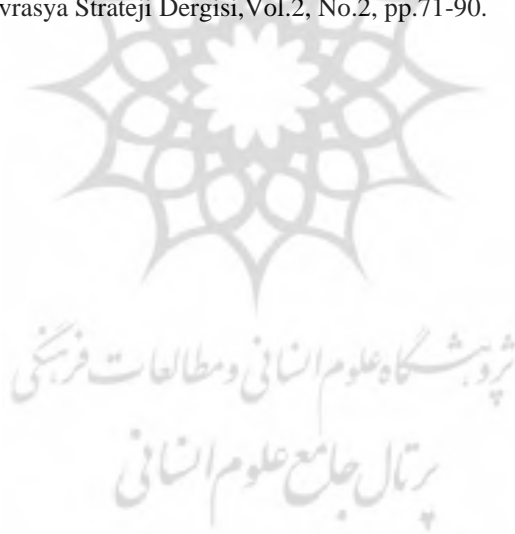 vrasya Strateji Dergisi,Vol.2, No.2, pp.71-90.
پژوهشگاه علوم انسانی و مطالعات فرهنگی
پرتال جامع علوم انسانی